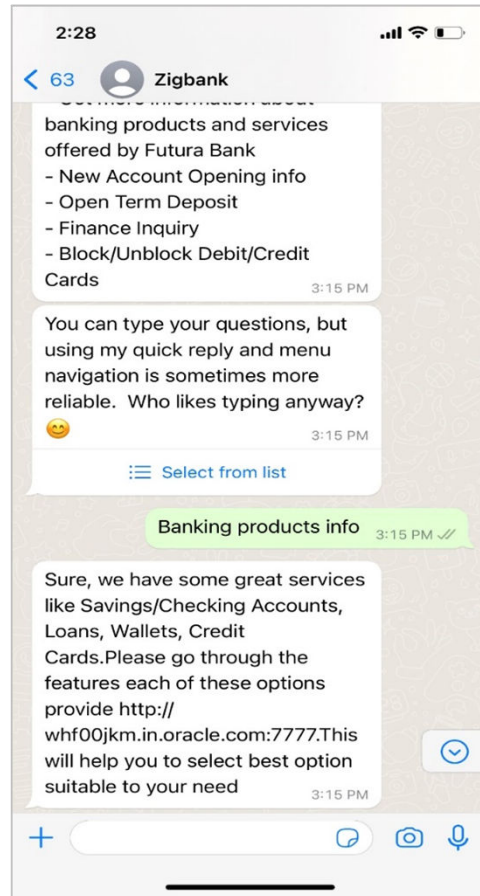 2:28
63 Zigbank
banking products and services
offered by Futura Bank
- New Account Opening info
- Open Term Deposit
- Finance Inquiry
- Block/Unblock Debit/Credit
Cards
3:15 PM
You can type your questions, but
using my quick reply and menu
navigation is sometimes more
reliable.  Who likes typing anyway?
😊
3:15 PM
Select from list
Banking products info 3:15 PM
Sure, we have some great services
like Savings/Checking Accounts,
Loans, Wallets, Credit
Cards.Please go through the
features each of these options
provide http://
whf00jkm.in.oracle.com:7777.This
will help you to select best option
suitable to your need
3:15 PM